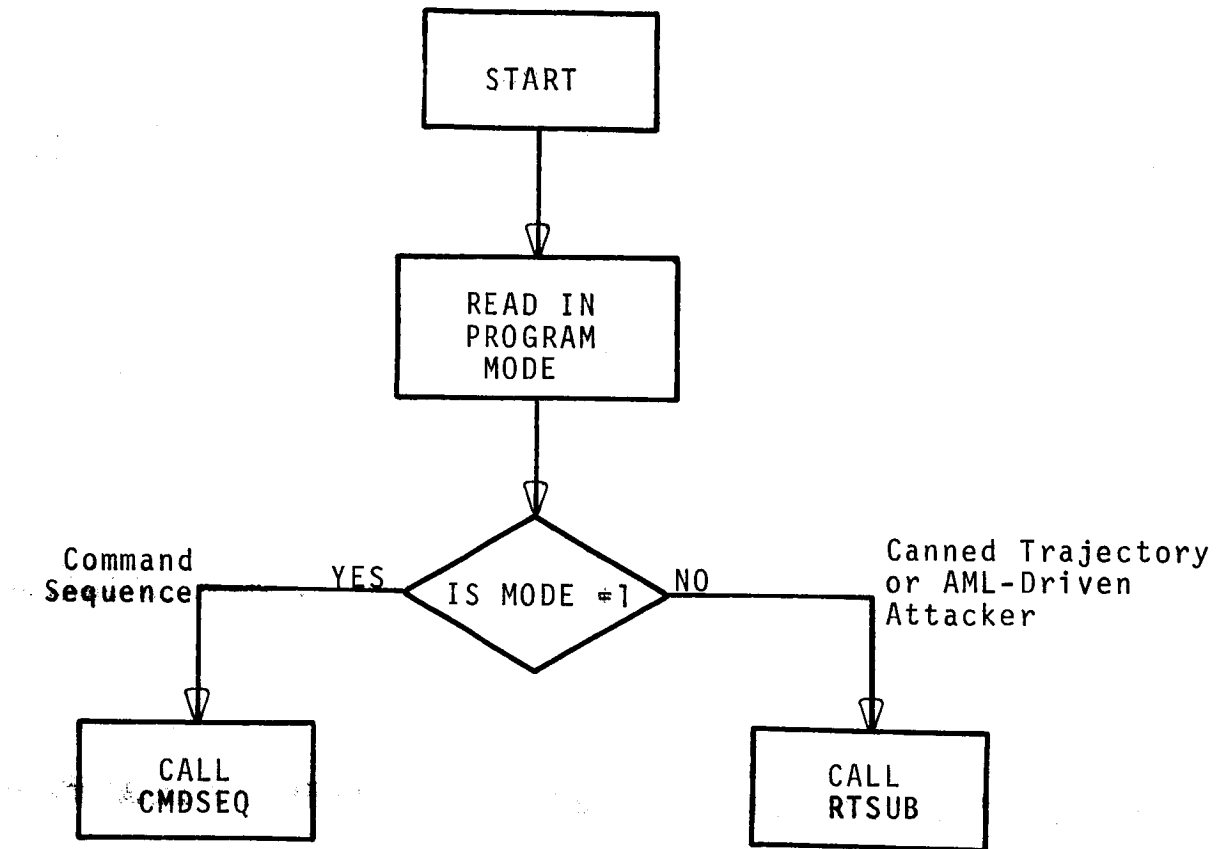 START
READ IN
PROGRAM
MODE
Command
Sequence
YES
IS MODE ≠1
NO
Canned Trajectory
or AML-Driven
Attacker
CALL
CMDSEQ
CALL
RTSUB